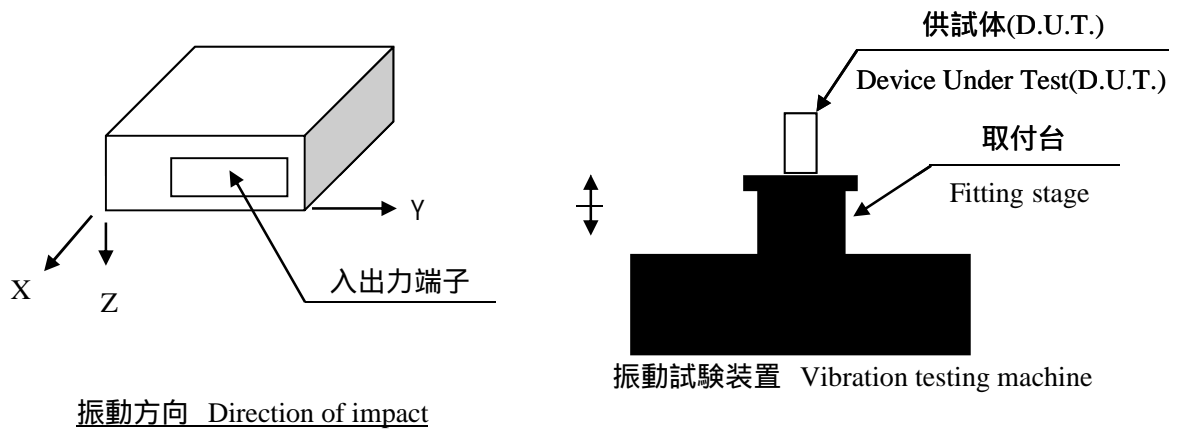 供試体(D.U.T.)
Device Under Test(D.U.T.)
取付台
Fitting stage
Y
X
Z
入出力端子
振動試験装置 Vibration testing machine
振動方向 Direction of impact